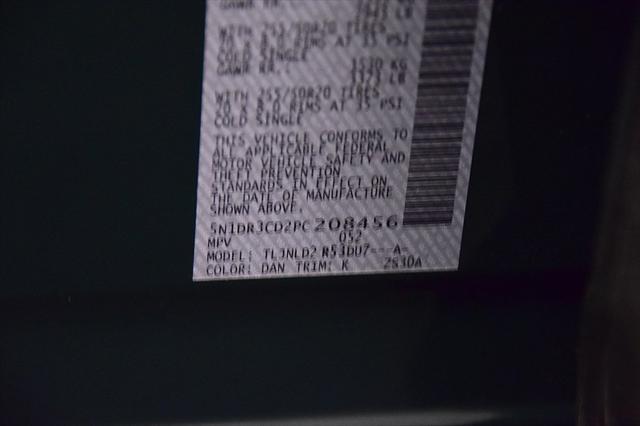 GAWR RR.:
WITH 255/50R20 TIRES
20 X 8.0 RIMS AT 35 PSI
COLD SINGLE
GAWR RR.: 1530 KG
3373 LB
WITH 255/50R20 TIRES
20 X 8.0 RIMS AT 35 PSI
COLD SINGLE
THIS VEHICLE CONFORMS TO
ALL APPLICABLE FEDERAL
MOTOR VEHICLE SAFETY AND
THEFT PREVENTION
STANDARDS IN EFFECT ON
THE DATE OF MANUFACTURE
SHOWN ABOVE.
5N1DR3CD2PC208456
MPV 052
MODEL: TL3NLD2 R53DU7---A-
COLOR: DAN TRIM: K 2S30A